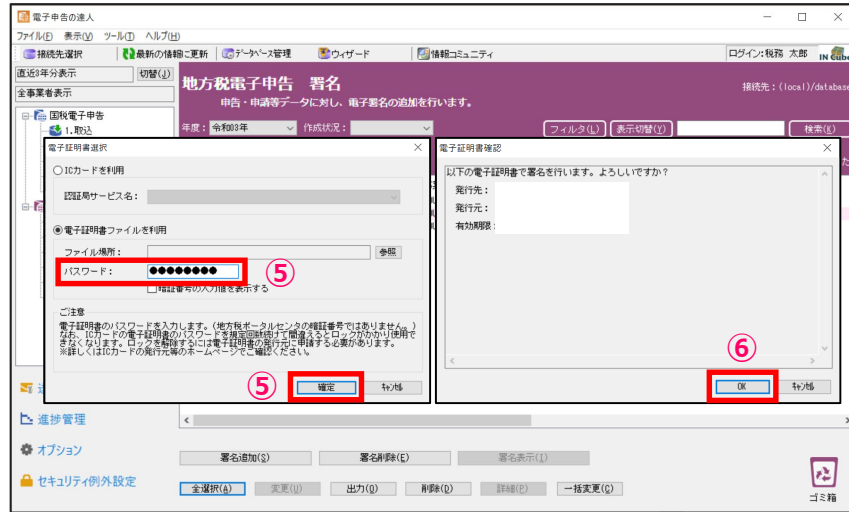 電子申告の達人
ファイル(F) 表示(V) ツール(T) ヘルプ(H)
接続先選択 最新の情報に更新 データベース管理 ウィザード 情報コミュニティ ログイン:税務 太郎 IN Cube
直近3年分表示 切替(J)
全事業者表示
地方税電子申告 署名
接続先:(local)/database
申告・申請等データに対し、電子署名の追加を行います。
国税電子申告
1.取込
年度: 令和03年 作成状況: フィルタ(L) 表示切替(Y) 検索(K)
電子証明書選択
ICカードを利用
認証局サービス名:
電子証明書ファイルを利用
ファイル場所: 参照
パスワード: ●●●●●●●● ⑤
暗証番号の入力値を表示する
ご注意
電子証明書のパスワードを入力します。(地方税ポータルセンタの暗証番号ではありません。)
なお、ICカードの電子証明書のパスワードを規定回数続けて間違えるとロックがかかり使用で
きなくなります。ロックを解除するには電子証明書の発行元に申請する必要があります。
※詳しくはICカードの発行元等のホームページでご確認ください。
⑤ 確定 キャンセル
電子証明書確認
以下の電子証明書で署名を行います。よろしいですか?
発行先:
発行元:
有効期限:
⑥
OK キャンセル
進捗管理
オプション
セキュリティ例外設定
署名追加(S) 署名削除(E) 署名表示(I)
全選択(A) 変更(U) 出力(O) 削除(D) 詳細(P) 一括変更(C)
ゴミ箱